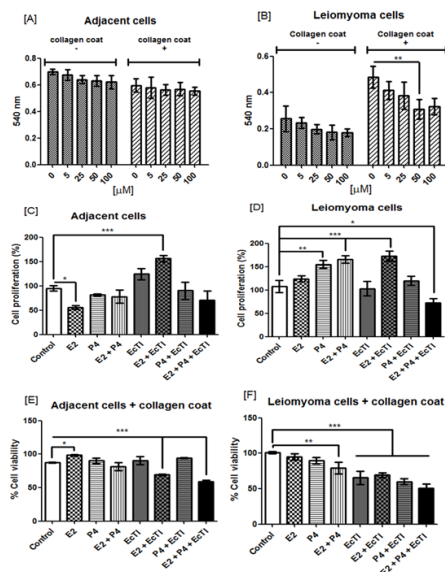 [A]
Adjacent cells
collagen coat
- +
540 nm
0.8
0.6
0.4
0.2
0.0
0 5 25 50 100 0 5 25 50 100
[µM]
[B]
Leiomyoma cells
collagen coat
- +
**
540 nm
0.6
0.4
0.2
0.0
0 5 25 50 100 0 5 25 50 100
[µM]
[C]
Adjacent cells
***
*
Cell proliferation (%)
200
150
100
50
0
Control E2 P4 E2 + P4 EcTI E2 + EcTI P4 + EcTI E2 + P4 + EcTI
[D]
Leiomyoma cells
*
***
**
Cell proliferation (%)
200
150
100
50
0
Control E2 P4 E2 + P4 EcTI E2 + EcTI P4 + EcTI E2 + P4 + EcTI
[E]
Adjacent cells + collagen coat
***
*
% Cell viability
150
100
50
0
Control E2 P4 E2 + P4 EcTI E2 + EcTI P4 + EcTI E2 + P4 + EcTI
[F]
Leiomyoma cells + collagen coat
***
**
% Cell viability
150
100
50
0
Control E2 P4 E2 + P4 EcTI E2 + EcTI P4 + EcTI E2 + P4 + EcTI